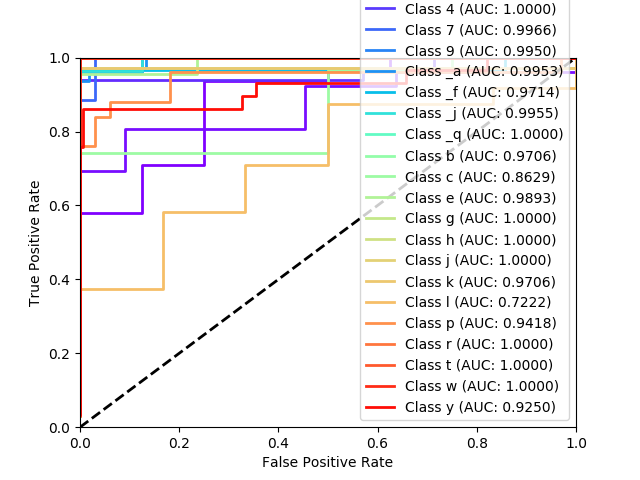 Class 4 (AUC: 1.0000)
Class 7 (AUC: 0.9966)
Class 9 (AUC: 0.9950)
Class _a (AUC: 0.9953)
Class _f (AUC: 0.9714)
Class _j (AUC: 0.9955)
Class _q (AUC: 1.0000)
Class b (AUC: 0.9706)
Class c (AUC: 0.8629)
Class e (AUC: 0.9893)
Class g (AUC: 1.0000)
Class h (AUC: 1.0000)
Class j (AUC: 1.0000)
Class k (AUC: 0.9706)
Class l (AUC: 0.7222)
Class p (AUC: 0.9418)
Class r (AUC: 1.0000)
Class t (AUC: 1.0000)
Class w (AUC: 1.0000)
Class y (AUC: 0.9250)
1.0
0.8
0.6
0.4
0.2
0.0
True Positive Rate
0.0 0.2 0.4 0.6 0.8 1.0
False Positive Rate